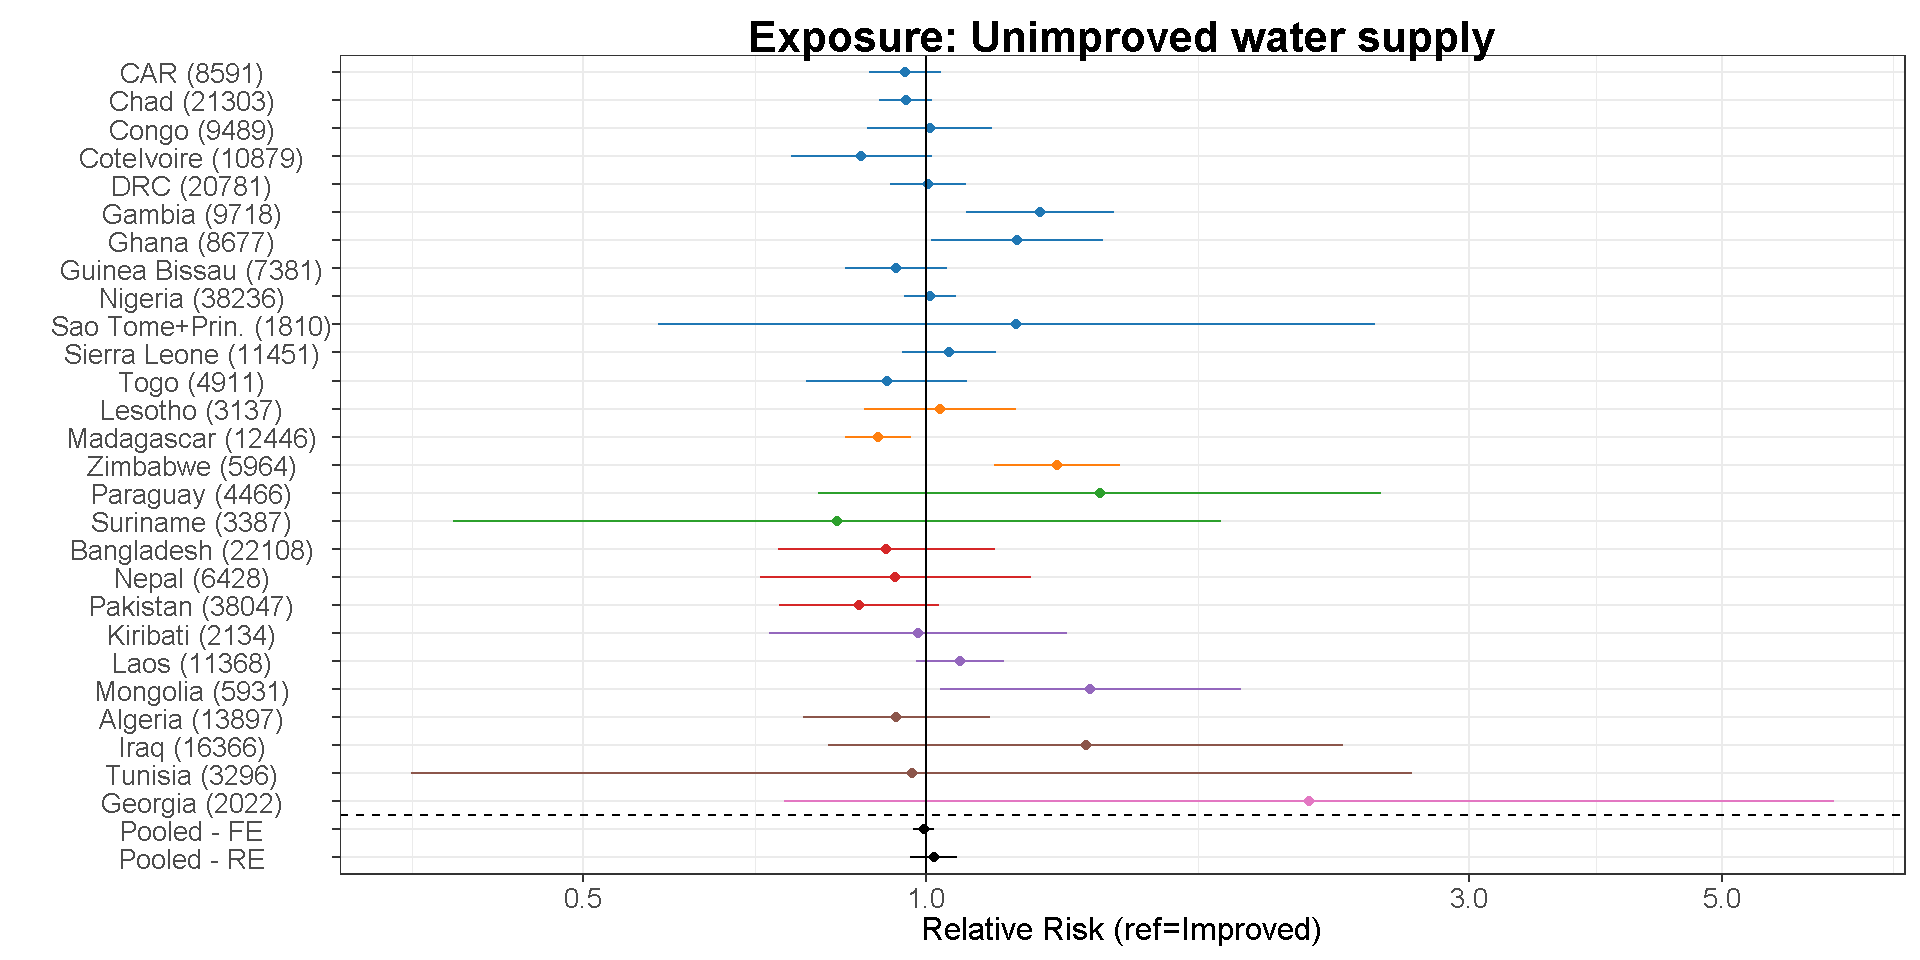 Exposure: Unimproved water supply
CAR (8591)
Chad (21303)
Congo (9489)
CoteIvoire (10879)
DRC (20781)
Gambia (9718)
Ghana (8677)
Guinea Bissau (7381)
Nigeria (38236)
Sao Tome+Prin. (1810)
Sierra Leone (11451)
Togo (4911)
Lesotho (3137)
Madagascar (12446)
Zimbabwe (5964)
Paraguay (4466)
Suriname (3387)
Bangladesh (22108)
Nepal (6428)
Pakistan (38047)
Kiribati (2134)
Laos (11368)
Mongolia (5931)
Algeria (13897)
Iraq (16366)
Tunisia (3296)
Georgia (2022)
Pooled - FE
Pooled - RE
0.5 1.0 3.0 5.0
Relative Risk (ref=Improved)